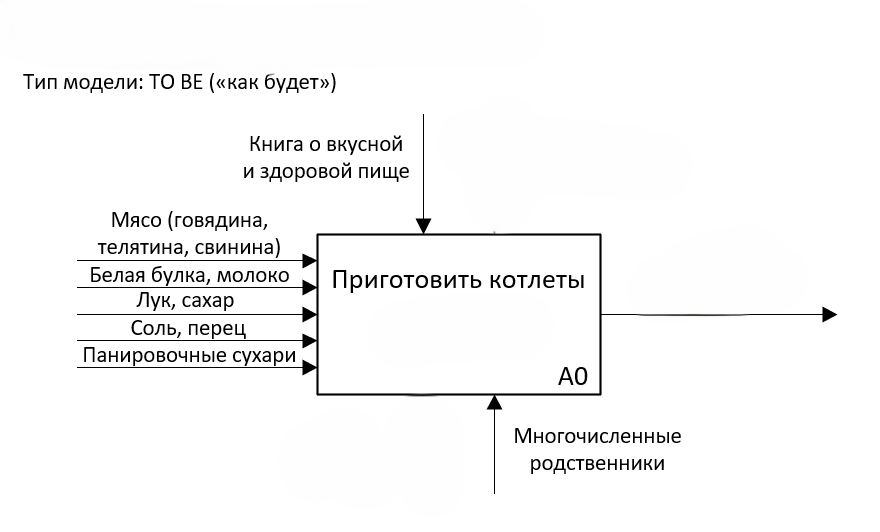 Тип модели: TO BE («как будет»)
Книга о вкусной
и здоровой пище
Мясо (говядина,
телятина, свинина)
Белая булка, молоко
Лук, сахар
Соль, перец
Панировочные сухари
Приготовить котлеты
А0
Многочисленные
родственники